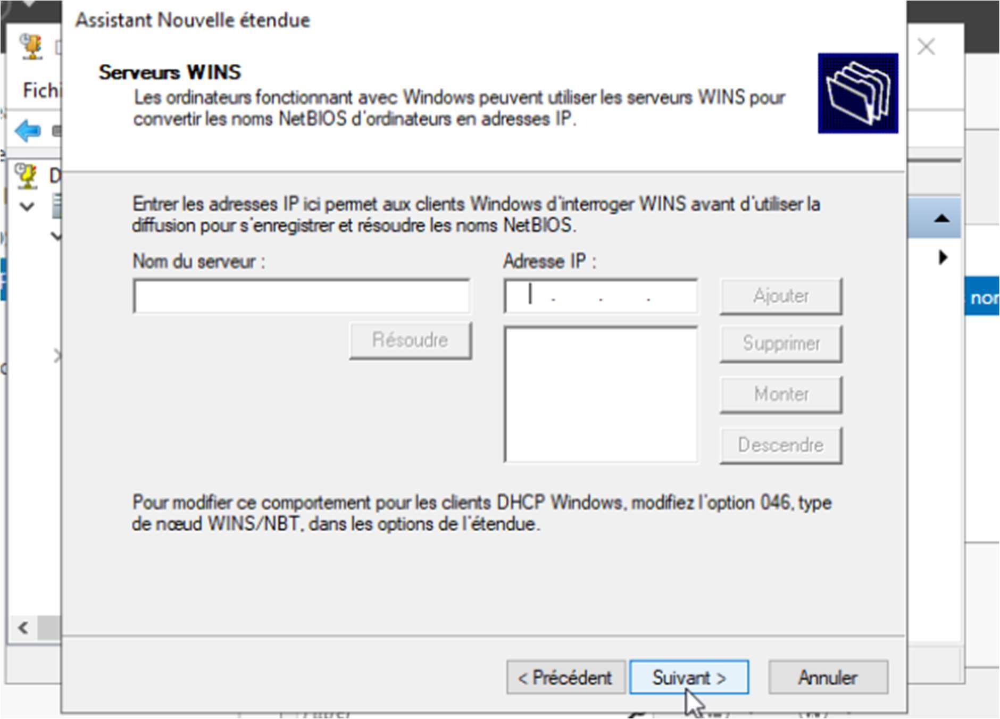 Assistant Nouvelle étendue
Fichi
Serveurs WINS
Les ordinateurs fonctionnant avec Windows peuvent utiliser les serveurs WINS pour
convertir les noms NetBIOS d'ordinateurs en adresses IP.
D
Entrer les adresses IP ici permet aux clients Windows d'interroger WINS avant d'utiliser la
diffusion pour s'enregistrer et résoudre les noms NetBIOS.
Nom du serveur :
Adresse IP :
. . .
Ajouter
nor
Résoudre
Supprimer
Monter
Descendre
Pour modifier ce comportement pour les clients DHCP Windows, modifiez l'option 046, type
de nœud WINS/NBT, dans les options de l'étendue.
< Précédent
Suivant >
Annuler